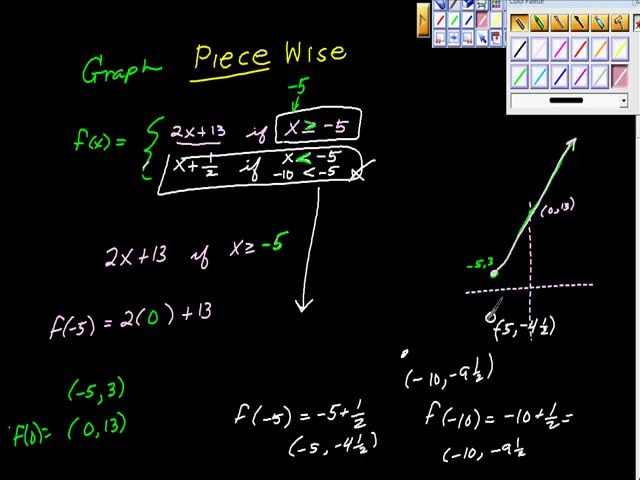 Color Palette
Graph Piece Wise
-5
f(x) = { 2x+13 if x ≥ -5
x + 1/2 if x < -5
-10 < -5
(0, 13)
2x+13 if x ≥ -5
-5, 3
f(-5) = 2(0) + 13
(5, -4 1/2)
(-10, -9 1/2)
(-5, 3)
f(0) = (0, 13)
f(-5) = -5 + 1/2
(-5, -4 1/2)
f(-10) = -10 + 1/2 =
(-10, -9 1/2